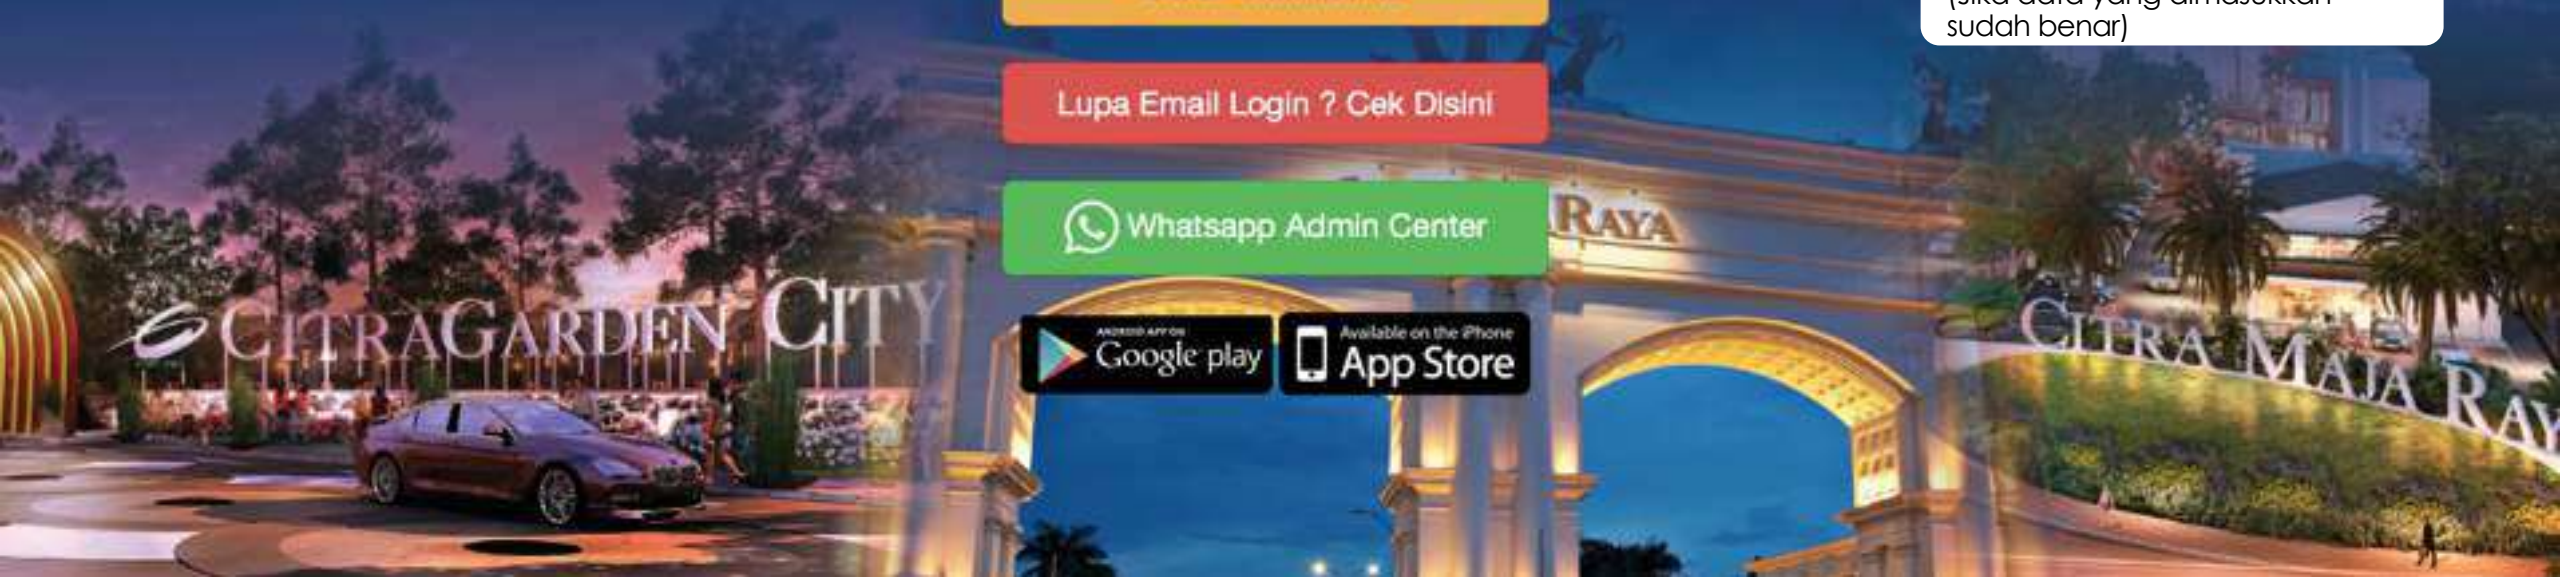 sudah benar)
Lupa Email Login ? Cek Disini
Whatsapp Admin Center
RAYA
CITRAGARDEN CITY
ANDROID APP ON
Google play
Available on the iPhone
App Store
CITRA MAJA RAY